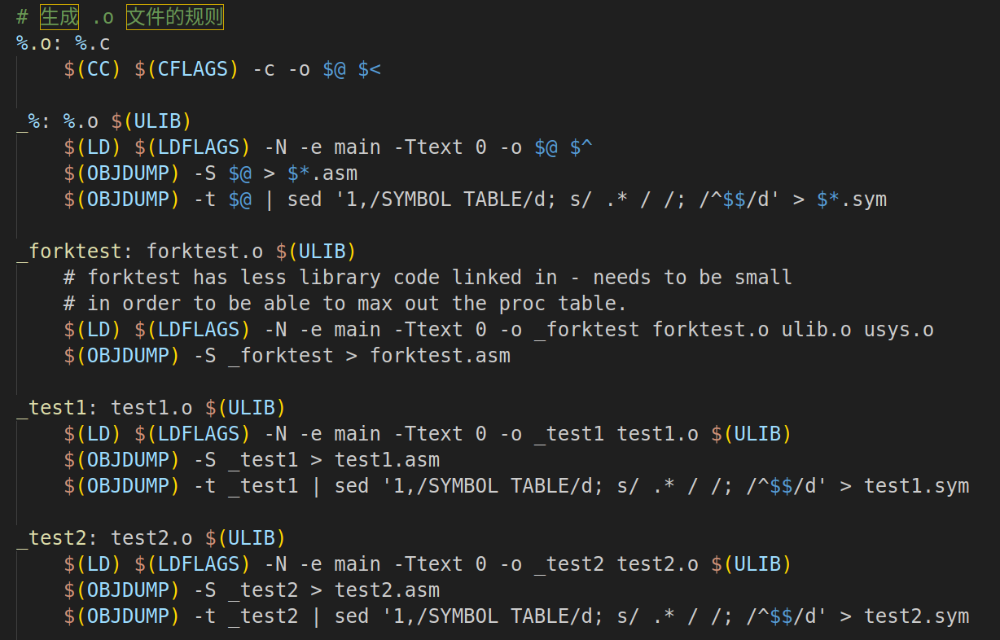 # 生成 .o 文件的规则
%.o: %.c
$(CC) $(CFLAGS) -c -o $@ $<
_%: %.o $(ULIB)
$(LD) $(LDFLAGS) -N -e main -Ttext 0 -o $@ $^
$(OBJDUMP) -S $@ > $*.asm
$(OBJDUMP) -t $@ | sed '1,/SYMBOL TABLE/d; s/ .* / /; /^$$/d' > $*.sym
_forktest: forktest.o $(ULIB)
# forktest has less library code linked in - needs to be small
# in order to be able to max out the proc table.
$(LD) $(LDFLAGS) -N -e main -Ttext 0 -o _forktest forktest.o ulib.o usys.o
$(OBJDUMP) -S _forktest > forktest.asm
_test1: test1.o $(ULIB)
$(LD) $(LDFLAGS) -N -e main -Ttext 0 -o _test1 test1.o $(ULIB)
$(OBJDUMP) -S _test1 > test1.asm
$(OBJDUMP) -t _test1 | sed '1,/SYMBOL TABLE/d; s/ .* / /; /^$$/d' > test1.sym
_test2: test2.o $(ULIB)
$(LD) $(LDFLAGS) -N -e main -Ttext 0 -o _test2 test2.o $(ULIB)
$(OBJDUMP) -S _test2 > test2.asm
$(OBJDUMP) -t _test2 | sed '1,/SYMBOL TABLE/d; s/ .* / /; /^$$/d' > test2.sym